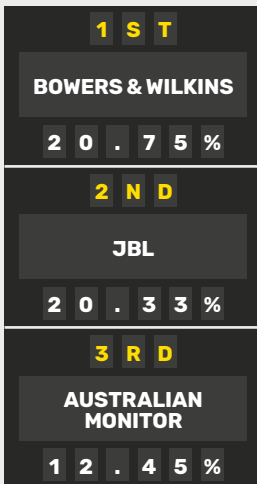 1ST
BOWERS & WILKINS
20.75%
2ND
JBL
20.33%
3RD
AUSTRALIAN
MONITOR
12.45%